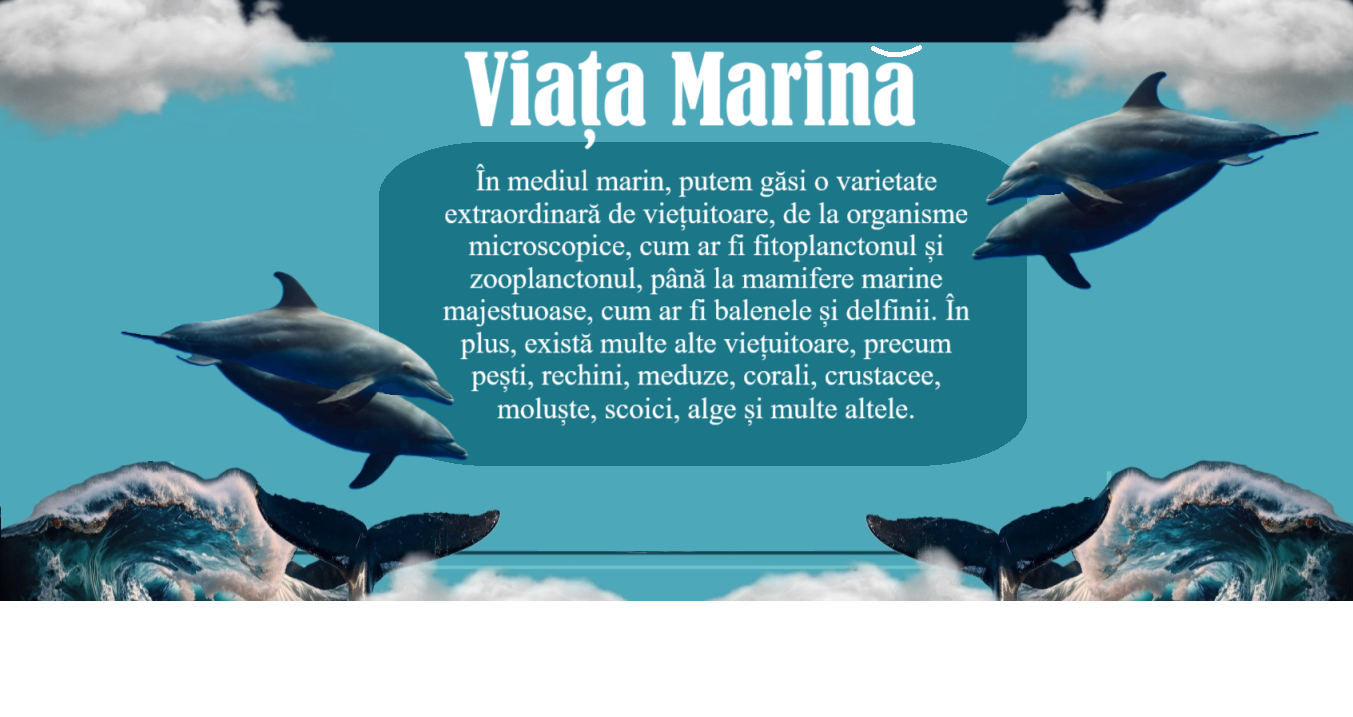 Viața Marină
În mediul marin, putem găsi o varietate
extraordinară de viețuitoare, de la organisme
microscopice, cum ar fi fitoplanctonul și
zooplanctonul, până la mamifere marine
majestuoase, cum ar fi balenele și delfinii. În
plus, există multe alte viețuitoare, precum
pești, rechini, meduze, corali, crustacee,
moluște, scoici, alge și multe altele.